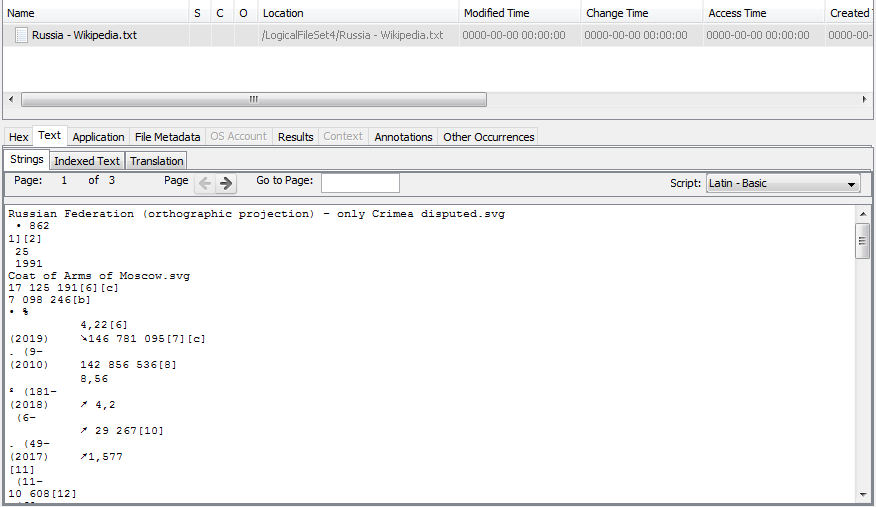 Name S C O Location Modified Time Change Time Access Time Created
Russia - Wikipedia.txt /LogicalFileSet4/Russia - Wikipedia.txt 0000-00-00 00:00:00 0000-00-00 00:00:00 0000-00-00 00:00:00 0000-00-
Hex Text Application File Metadata OS Account Results Context Annotations Other Occurrences
Strings Indexed Text Translation
Page: 1 of 3 Page Go to Page: Script: Latin - Basic
Russian Federation (orthographic projection) - only Crimea disputed.svg
• 862
1][2]
25
1991
Coat of Arms of Moscow.svg
17 125 191[6][c]
7 098 246[b]
• %
4,22[6]
(2019) ↘146 781 095[7][c]
. (9-
(2010) 142 856 536[8]
8,56
² (181-
(2018) ↗ 4,2
(6-
↗ 29 267[10]
. (49-
(2017) ↗1,577
[11]
(11-
10 608[12]